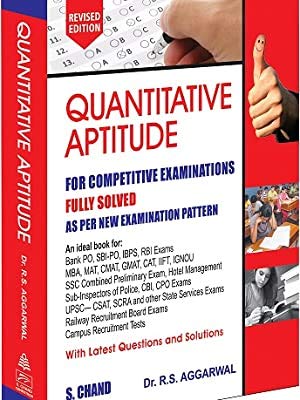 REVISED
EDITION
QUANTITATIVE
APTITUDE
FOR COMPETITIVE EXAMINATIONS
FULLY SOLVED
AS PER NEW EXAMINATION PATTERN
An ideal book for:
Bank PO, SBI-PO, IBPS, RBI Exams
MBA, MAT, CMAT, GMAT, CAT, IIFT, IGNOU
SSC Combined Preliminary Exam, Hotel Management
Sub-Inspectors of Police, CBI, CPO Exams
UPSC— CSAT, SCRA and other State Services Exams
Railway Recruitment Board Exams
Campus Recruitment Tests
With Latest Questions and Solutions
S. CHAND
Dr. R.S. AGGARWAL
QUANTITATIVE APTITUDE
Dr. R.S. AGGARWAL